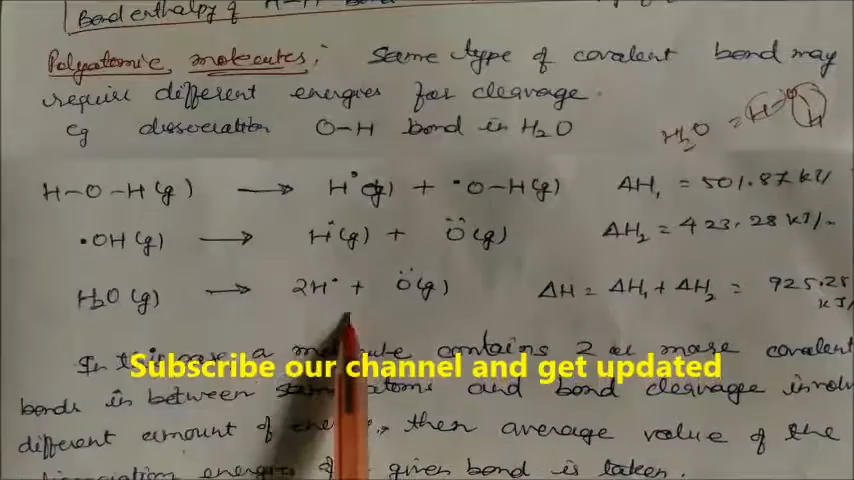 Bond enthalpy of H-H
Polyatomic molecules: Same type of covalent bond may
require different energies for cleavage.
eg dissociation O-H bond in H2O
H2O =
H
O
H
H-O-H(g) → H•(g) + •O-H(g) ΔH1 = 501.87 kJ/
•OH(g) → Ḣ(g) + Ö(g) ΔH2 = 423.28 kJ/
H2O(g) → 2H• + Ö(g) ΔH = ΔH1 + ΔH2 = 925.25
kJ/
In a contains 2 or more covalent
Subscribe our channel and get updated
bonds in between atoms and bond cleavage involv
different amount of then average value of the
given bond is taken.